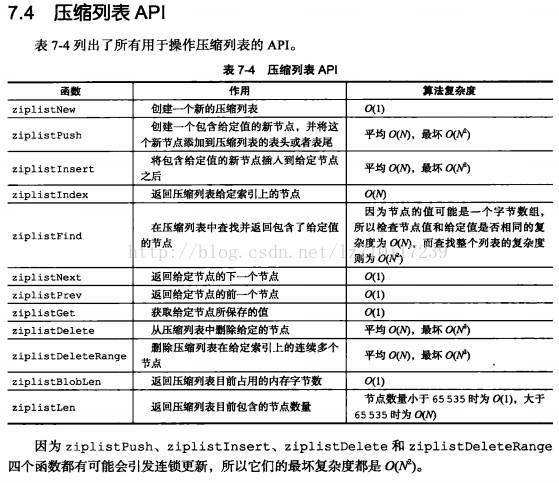 7.4 压缩列表 API
表 7-4 列出了所有用于操作压缩列表的 API。
表 7-4 压缩列表 API
函数 作用 算法复杂度
ziplistNew 创建一个新的压缩列表 O(1)
ziplistPush 创建一个包含给定值的新节点，并将这 平均 O(N)，最坏 O(N²)
个新节点添加到压缩列表的表头或者表尾
ziplistInsert 将包含给定值的新节点插入到给定节点 平均 O(N)，最坏 O(N²)
之后
ziplistIndex 返回压缩列表给定索引上的节点 O(N)
ziplistFind 在压缩列表中查找并返回包含了给定值 因为节点的值可能是一个字节数组，
的节点 所以检查节点值和给定值是否相同的复
杂度为 O(N)，而查找整个列表的复杂度
则为 O(N²)
ziplistNext 返回给定节点的下一个节点 O(1)
ziplistPrev 返回给定节点的前一个节点 O(1)
ziplistGet 获取给定节点所保存的值 O(1)
ziplistDelete 从压缩列表中删除给定的节点 平均 O(N)，最坏 O(N²)
ziplistDeleteRange 删除压缩列表在给定索引上的连续多个 平均 O(N)，最坏 O(N²)
节点
ziplistBlobLen 返回压缩列表目前占用的内存字节数 O(1)
ziplistLen 返回压缩列表目前包含的节点数量 节点数量小于 65 535 时为 O(1)，大于
65 535 时为 O(N)
因为 ziplistPush、ziplistInsert、ziplistDelete 和 ziplistDeleteRange
四个函数都有可能会引发连锁更新，所以它们的最坏复杂度都是 O(N²)。